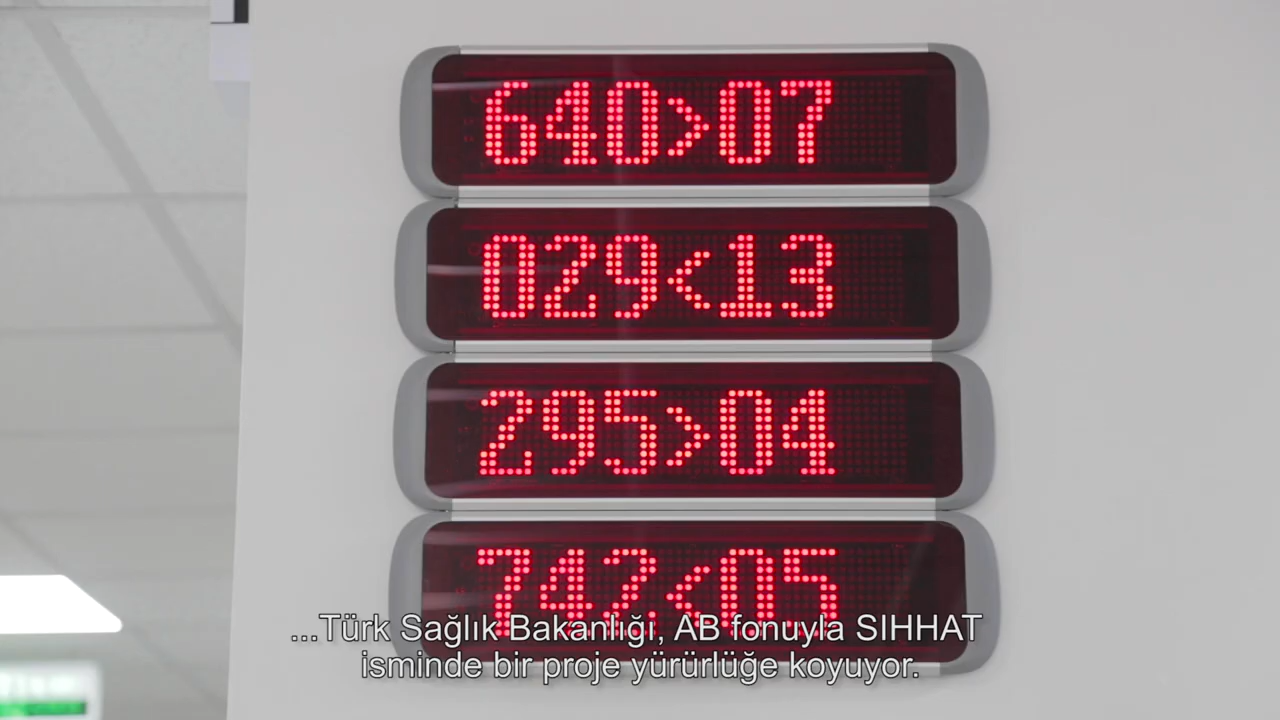 640>07
029<13
295>04
742<05
...Türk Sağlık Bakanlığı, AB fonuyla SIHHAT
isminde bir proje yürürlüğe koyuyor.